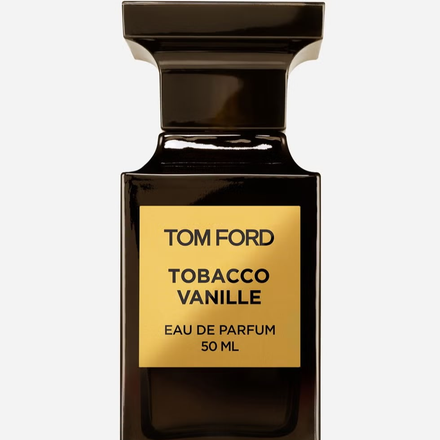 TOM FORD
TOBACCO
VANILLE
EAU DE PARFUM
50 ML